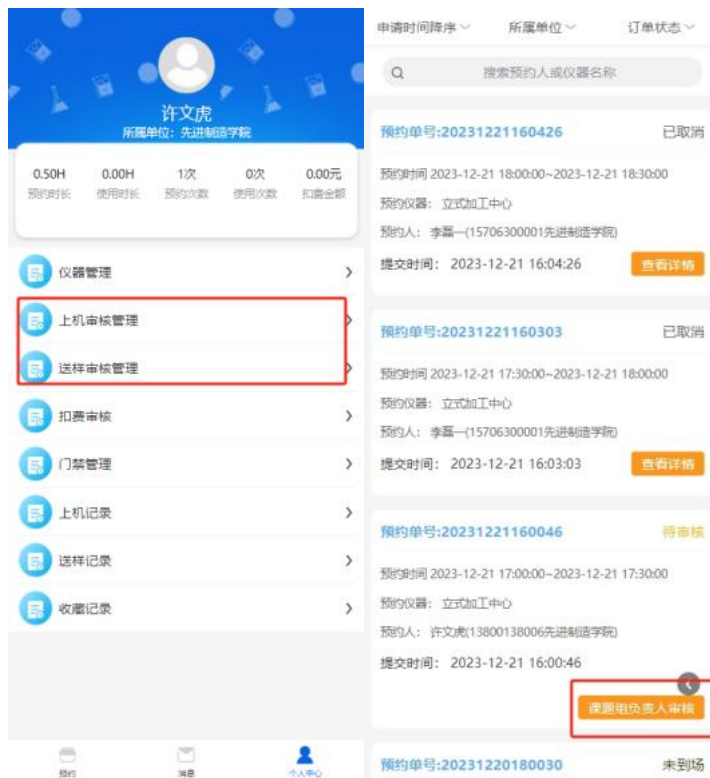 许文虎
所属单位：先进制造学院
0.50H 0.00H 1次 0次 0.00元
预约时长 使用时长 预约次数 使用次数 扣费金额
仪器管理
上机审核管理
送样审核管理
扣费审核
门禁管理
上机记录
送样记录
收藏记录
预约 消息 个人中心
申请时间降序 所属单位 订单状态
搜索预约人或仪器名称
预约单号:20231221160426 已取消
预约时间 2023-12-21 18:00:00~2023-12-21 18:30:00
预约仪器： 立式加工中心
预约人： 李磊一(15706300001先进制造学院)
提交时间： 2023-12-21 16:04:26 查看详情
预约单号:20231221160303 已取消
预约时间 2023-12-21 17:30:00~2023-12-21 18:00:00
预约仪器： 立式加工中心
预约人： 李磊一(15706300001先进制造学院)
提交时间： 2023-12-21 16:03:03 查看详情
预约单号:20231221160046 待审核
预约时间 2023-12-21 17:00:00~2023-12-21 17:30:00
预约仪器： 立式加工中心
预约人： 许文虎(13800138006先进制造学院)
提交时间： 2023-12-21 16:00:46
课题组负责人审核
预约单号:20231220180030 未到场